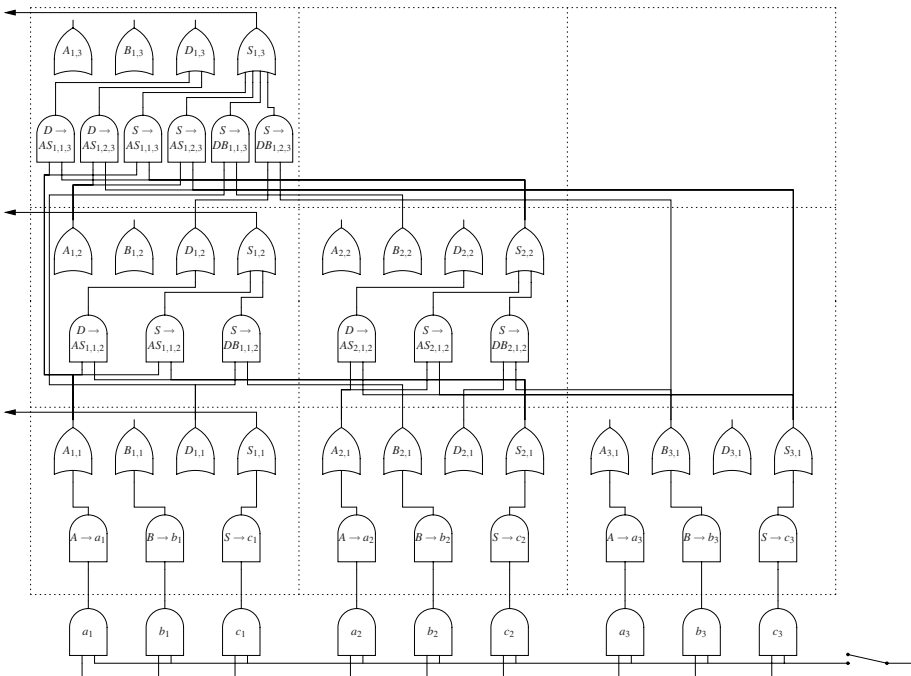 A1,3 B1,3 D1,3 S1,3
D → AS1,1,3 D → AS1,2,3 S → AS1,1,3 S → AS1,2,3 S → DB1,1,3 S → DB1,2,3
A1,2 B1,2 D1,2 S1,2 A2,2 B2,2 D2,2 S2,2
D → AS1,1,2 S → AS1,1,2 S → DB1,1,2 D → AS2,1,2 S → AS2,1,2 S → DB2,1,2
A1,1 B1,1 D1,1 S1,1 A2,1 B2,1 D2,1 S2,1 A3,1 B3,1 D3,1 S3,1
A → a1 B → b1 S → c1 A → a2 B → b2 S → c2 A → a3 B → b3 S → c3
a1 b1 c1 a2 b2 c2 a3 b3 c3